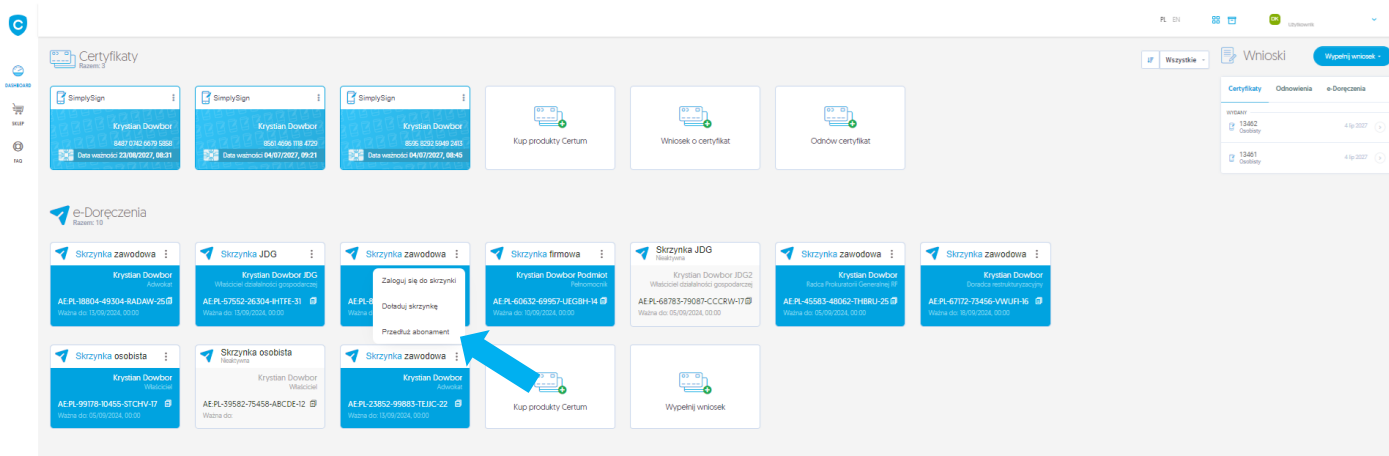 PL EN
OK
Użytkownik
DASHBOARD
SKLEP
FAQ
Certyfikaty
Razem: 3
Wszystkie
SimplySign
Krystian Dowbor
8487 0742 6679 5858
Data ważności 23/08/2027, 08:31
SimplySign
Krystian Dowbor
8561 4696 1118 4729
Data ważności 04/07/2027, 09:21
SimplySign
Krystian Dowbor
8595 8292 5949 2413
Data ważności 04/07/2027, 08:45
Kup produkty Certum
Wniosek o certyfikat
Odnów certyfikat
Wnioski
Wypełnij wniosek
Certyfikaty Odnowienia e-Doręczenia
WYDANY
13462
Osobisty
4 lip 2027
13461
Osobisty
4 lip 2027
e-Doręczenia
Razem: 10
Skrzynka zawodowa
Krystian Dowbor
Adwokat
AE:PL-18804-49304-RADAW-25
Ważna do: 13/09/2024, 00:00
Skrzynka JDG
Krystian Dowbor JDG
Właściciel działalności gospodarczej
AE:PL-57552-26304-IHTFE-31
Ważna do: 13/09/2024, 00:00
Skrzynka zawodowa
AE:PL-8
Ważna d
Zaloguj się do skrzynki
Doładuj skrzynkę
Przedłuż abonament
Skrzynka firmowa
Krystian Dowbor Podmiot
Pełnomocnik
AE:PL-60632-69957-UEGBH-14
Ważna do: 10/09/2024, 00:00
Skrzynka JDG
Nieaktywna
Krystian Dowbor JDG2
Właściciel działalności gospodarczej
AE:PL-68783-79087-CCCRW-17
Ważna do: 05/09/2024, 00:00
Skrzynka zawodowa
Krystian Dowbor
Radca Prokuratorii Generalnej RP
AE:PL-45583-48062-THBRU-25
Ważna do: 05/09/2024, 00:00
Skrzynka zawodowa
Krystian Dowbor
Doradca restrukturyzacyjny
AE:PL-67172-73456-VWUFI-16
Ważna do: 18/09/2024, 00:00
Skrzynka osobista
Krystian Dowbor
Właściciel
AE:PL-99178-10455-STCHV-17
Ważna do: 05/09/2024, 00:00
Skrzynka osobista
Nieaktywna
Krystian Dowbor
Właściciel
AE:PL-39582-75458-ABCDE-12
Ważna do:
Skrzynka zawodowa
Krystian Dowbor
Adwokat
AE:PL-23852-99883-TEJJC-22
Ważna do: 13/09/2024, 00:00
Kup produkty Certum
Wypełnij wniosek